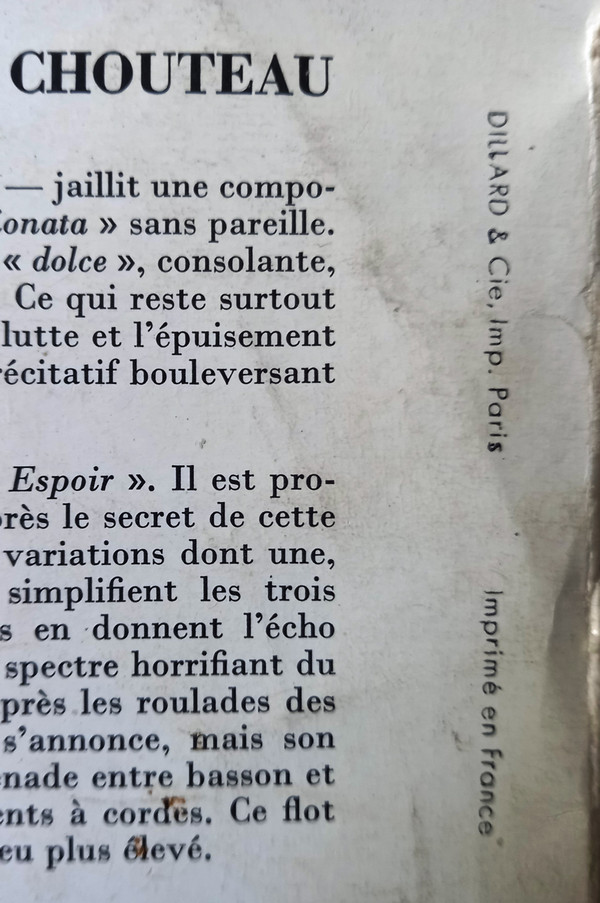 CHOUTEAU
— jaillit une compo-
onata » sans pareille.
« dolce », consolante,
Ce qui reste surtout
lutte et l'épuisement
écitatif bouleversant
Espoir ». Il est pro-
rès le secret de cette
variations dont une,
simplifient les trois
s en donnent l'écho
spectre horrifiant du
près les roulades des
s'annonce, mais son
nade entre basson et
ents à cordes. Ce flot
eu plus élevé.
DILLARD & Cie, Imp. Paris
Imprimé en France